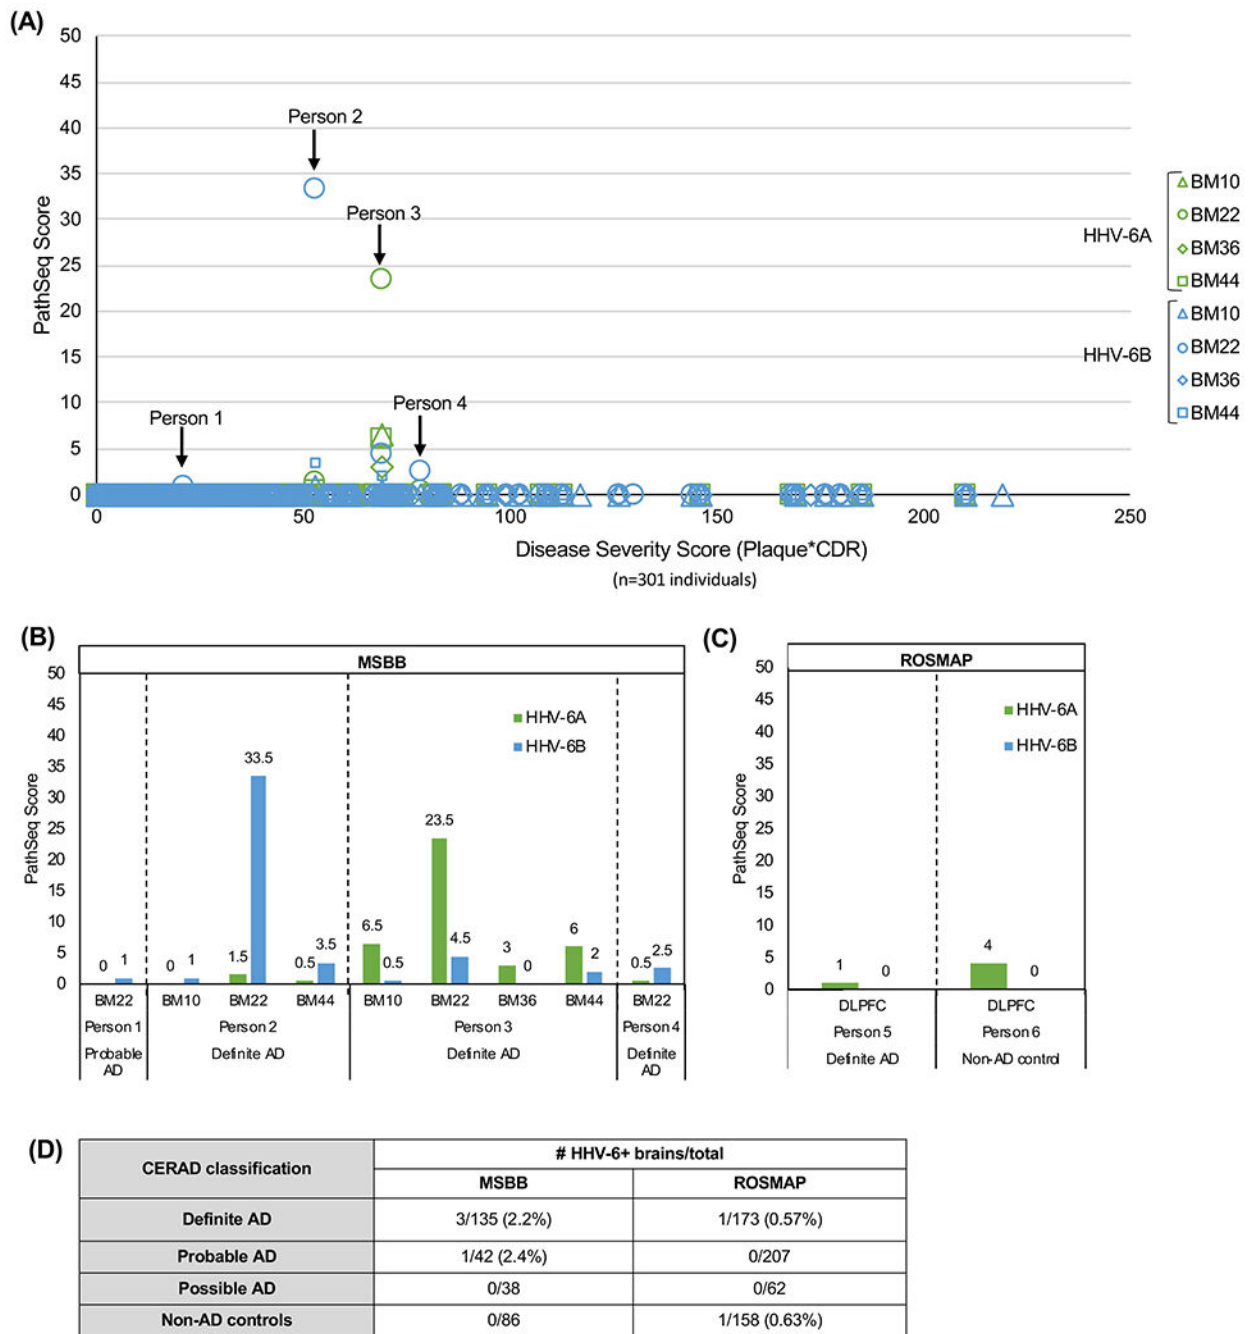 (A)
50
45
40
35
30
25
20
15
10
5
0
PathSeq Score
Person 2
Person 3
Person 1
Person 4
HHV-6A
BM10
BM22
BM36
BM44
HHV-6B
BM10
BM22
BM36
BM44
0 50 100 150 200 250
Disease Severity Score (Plaque*CDR)
(n=301 individuals)
(B)
MSBB
50
45
40
35
30
25
20
15
10
5
0
PathSeq Score
HHV-6A
HHV-6B
0 1 0 1 1.5 33.5 0.5 3.5 6.5 0.5 23.5 4.5 3 0 6 2 0.5 2.5
BM22 BM10 BM22 BM44 BM10 BM22 BM36 BM44 BM22
Person 1 Person 2 Person 3 Person 4
Probable AD Definite AD Definite AD Definite AD
(C)
ROSMAP
50
45
40
35
30
25
20
15
10
5
0
PathSeq Score
HHV-6A
HHV-6B
1 0 4 0
DLPFC DLPFC
Person 5 Person 6
Definite AD Non-AD control
(D)
CERAD classification # HHV-6+ brains/total
MSBB ROSMAP
Definite AD 3/135 (2.2%) 1/173 (0.57%)
Probable AD 1/42 (2.4%) 0/207
Possible AD 0/38 0/62
Non-AD controls 0/86 1/158 (0.63%)